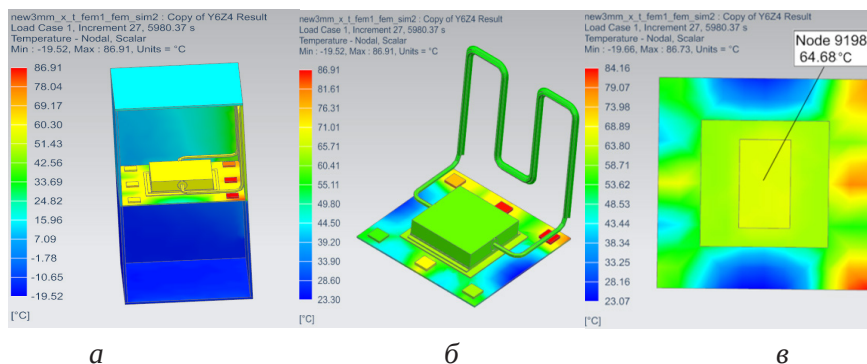 new3mm_x_t_fem1_fem_sim2 : Copy of Y6Z4 Result
Load Case 1, Increment 27, 5980.37 s
Temperature - Nodal, Scalar
Min : -19.52, Max : 86.91, Units = °C
86.91
78.04
69.17
60.30
51.43
42.56
33.69
24.82
15.96
7.09
-1.78
-10.65
-19.52
[°C]
а
new3mm_x_t_fem1_fem_sim2 : Copy of Y6Z4 Result
Load Case 1, Increment 27, 5980.37 s
Temperature - Nodal, Scalar
Min : -19.52, Max : 86.91, Units = °C
86.91
81.61
76.31
71.01
65.71
60.41
55.11
49.80
44.50
39.20
33.90
28.60
23.30
[°C]
б
new3mm_x_t_fem1_fem_sim2 : Copy of Y6Z4 Result
Load Case 1, Increment 27, 5980.37 s
Temperature - Nodal, Scalar
Min : -19.66, Max : 86.73, Units = °C
Node 9198
64.68 °C
84.16
79.07
73.98
68.89
63.80
58.71
53.62
48.53
43.44
38.34
33.25
28.16
23.07
[°C]
в